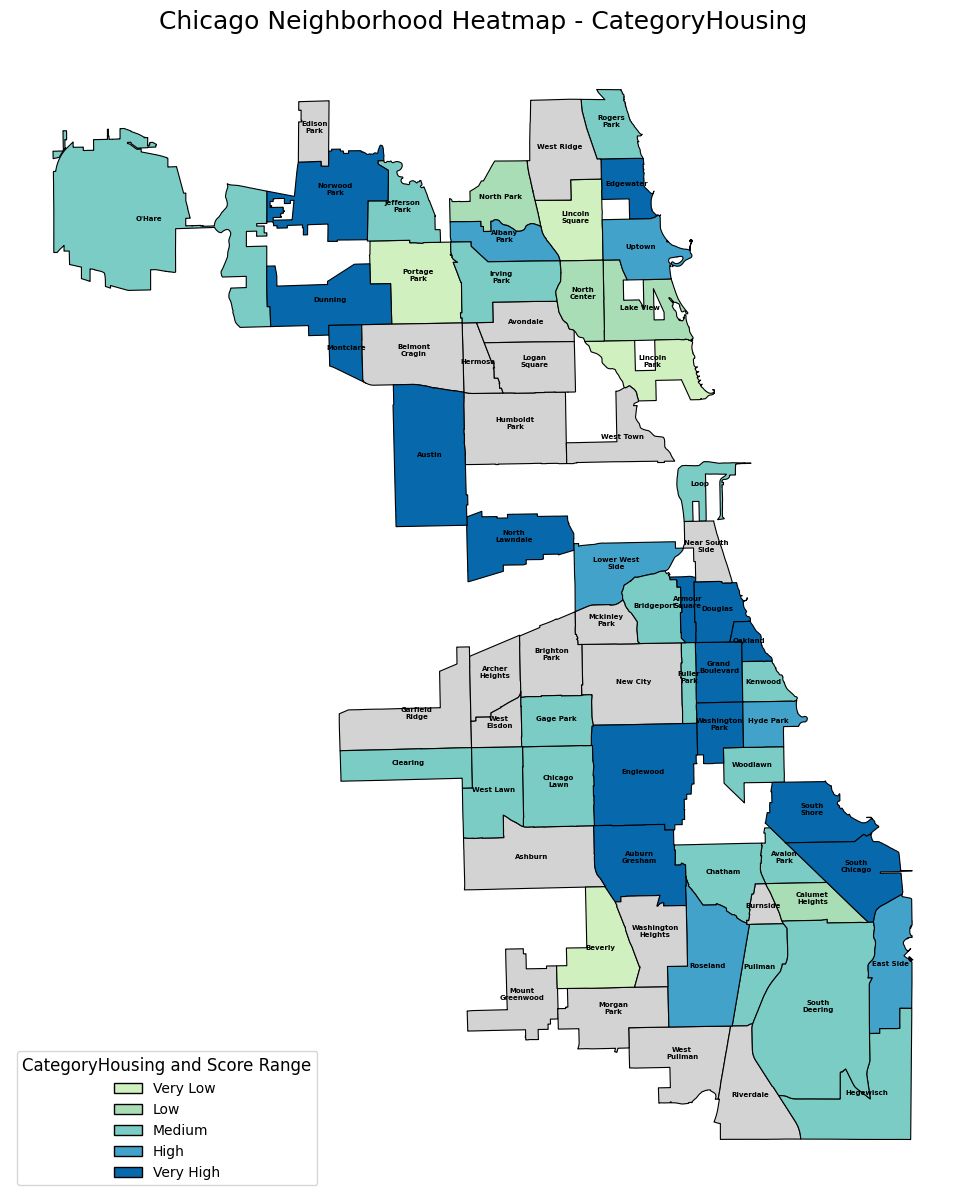 Chicago Neighborhood Heatmap - CategoryHousing
Rogers
Park
Edison
Park
West Ridge
Edgewater
Norwood
Park
North Park
Jefferson
Park
O'Hare
Lincoln
Square
Albany
Park
Uptown
Portage
Park
Irving
Park
North
Center
Dunning
Lake View
Avondale
Montclare
Belmont
Cragin
Hermosa
Logan
Square
Lincoln
Park
Humboldt
Park
West Town
Austin
Loop
North
Lawndale
Near South
Side
Lower West
Side
Bridgeport
Armour
Square
Douglas
Mckinley
Park
Oakland
Brighton
Park
Archer
Heights
New City
Fuller
Park
Grand
Boulevard
Kenwood
Garfield
Ridge
West
Elsdon
Gage Park
Washington
Park
Hyde Park
Clearing
Englewood
Woodlawn
West Lawn
Chicago
Lawn
South
Shore
Ashburn
Auburn
Gresham
Chatham
Avalon
Park
South
Chicago
Burnside
Calumet
Heights
Beverly
Washington
Heights
Roseland
Pullman
East Side
Mount
Greenwood
Morgan
Park
South
Deering
West
Pullman
Riverdale
Hegewisch
CategoryHousing and Score Range
Very Low
Low
Medium
High
Very High